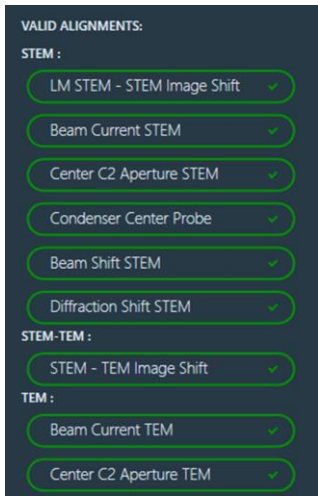 VALID ALIGNMENTS:
STEM :
LM STEM - STEM Image Shift
Beam Current STEM
Center C2 Aperture STEM
Condenser Center Probe
Beam Shift STEM
Diffraction Shift STEM
STEM-TEM :
STEM - TEM Image Shift
TEM :
Beam Current TEM
Center C2 Aperture TEM